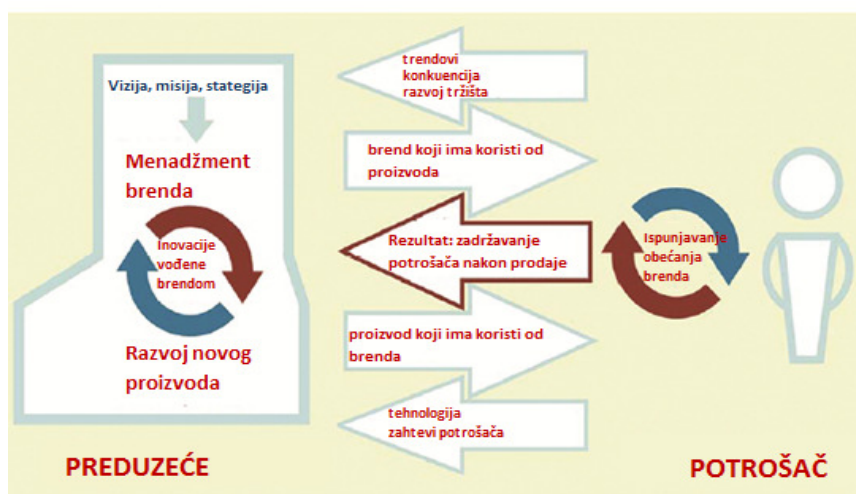 Vizija, misija, stategija
Menadžment
brenda
Inovacije
vođene
brendom
Razvoj novog
proizvoda
PREDUZEĆE
trendovi
konkuencija
razvoj tržišta
brend koji ima koristi od
proizvoda
Rezultat: zadržavanje
potrošača nakon prodaje
proizvod koji ima koristi od
brenda
tehnologija
zahtevi potrošača
Ispunjavanje
obećanja
brenda
POTROŠAČ